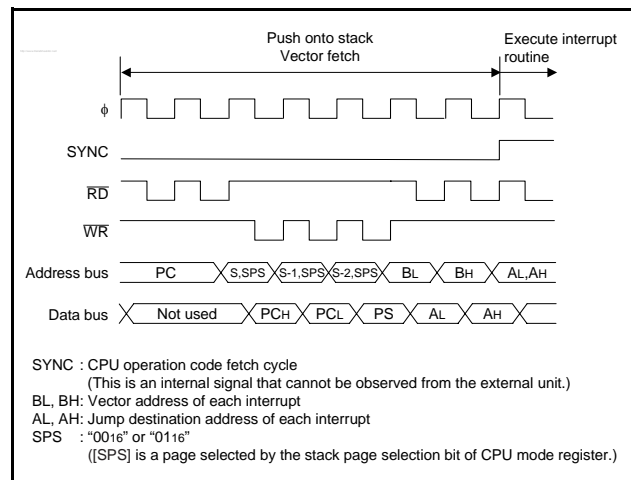 Push onto stack
Vector fetch
Execute interrupt
routine
ϕ
SYNC
RD
WR
Address bus
PC
S,SPS
S-1,SPS
S-2,SPS
BL
BH
AL,AH
Data bus
Not used
PCH
PCL
PS
AL
AH
SYNC : CPU operation code fetch cycle
(This is an internal signal that cannot be observed from the external unit.)
BL, BH: Vector address of each interrupt
AL, AH: Jump destination address of each interrupt
SPS : “0016” or “0116”
([SPS] is a page selected by the stack page selection bit of CPU mode register.)